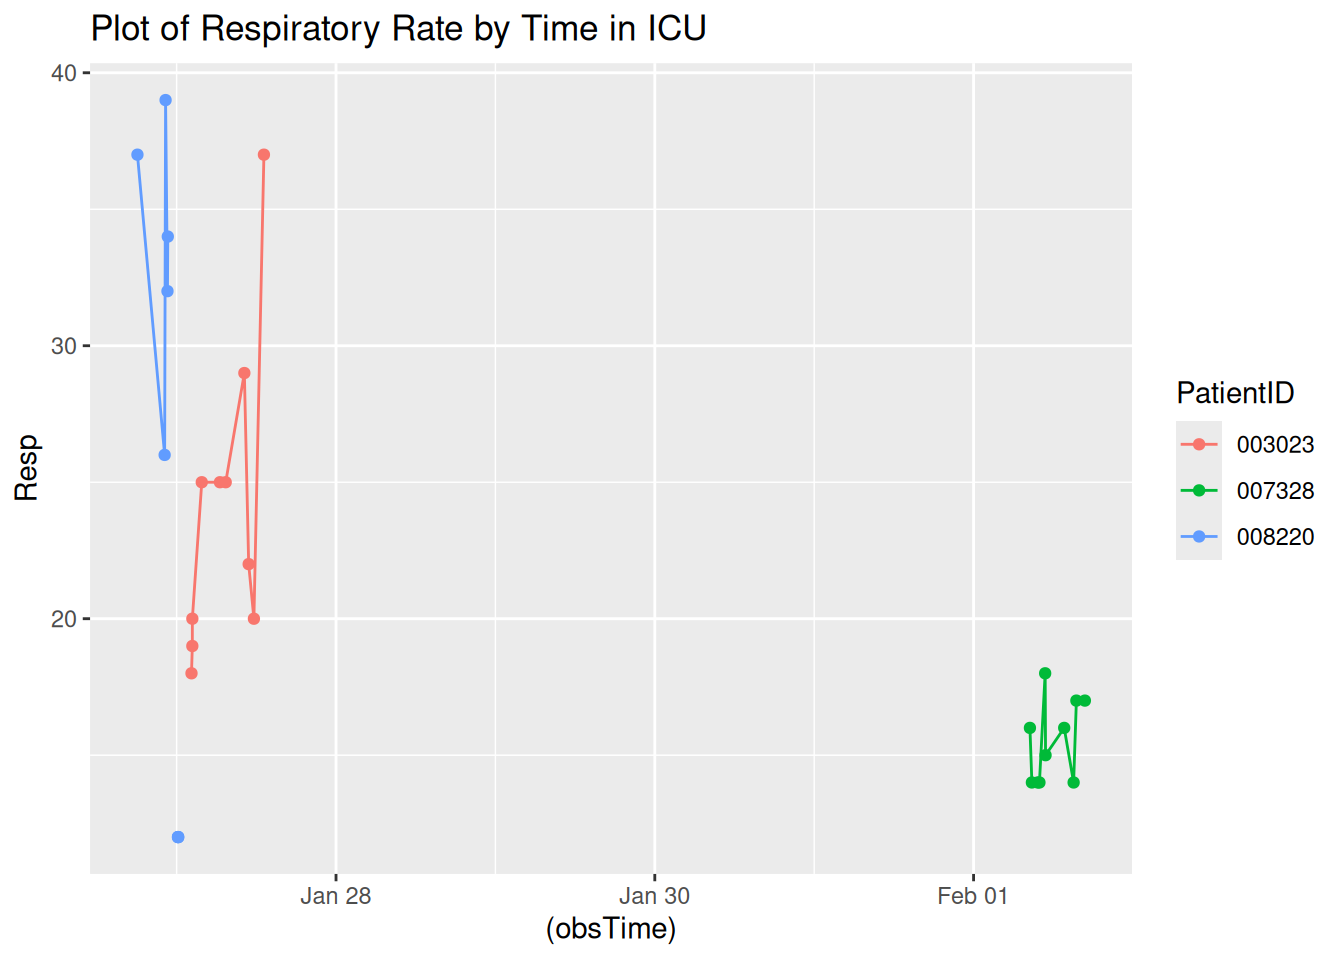 Plot of Respiratory Rate by Time in ICU
40
30
20
Resp
Jan 28
Jan 30
Feb 01
(obsTime)
PatientID
003023
007328
008220